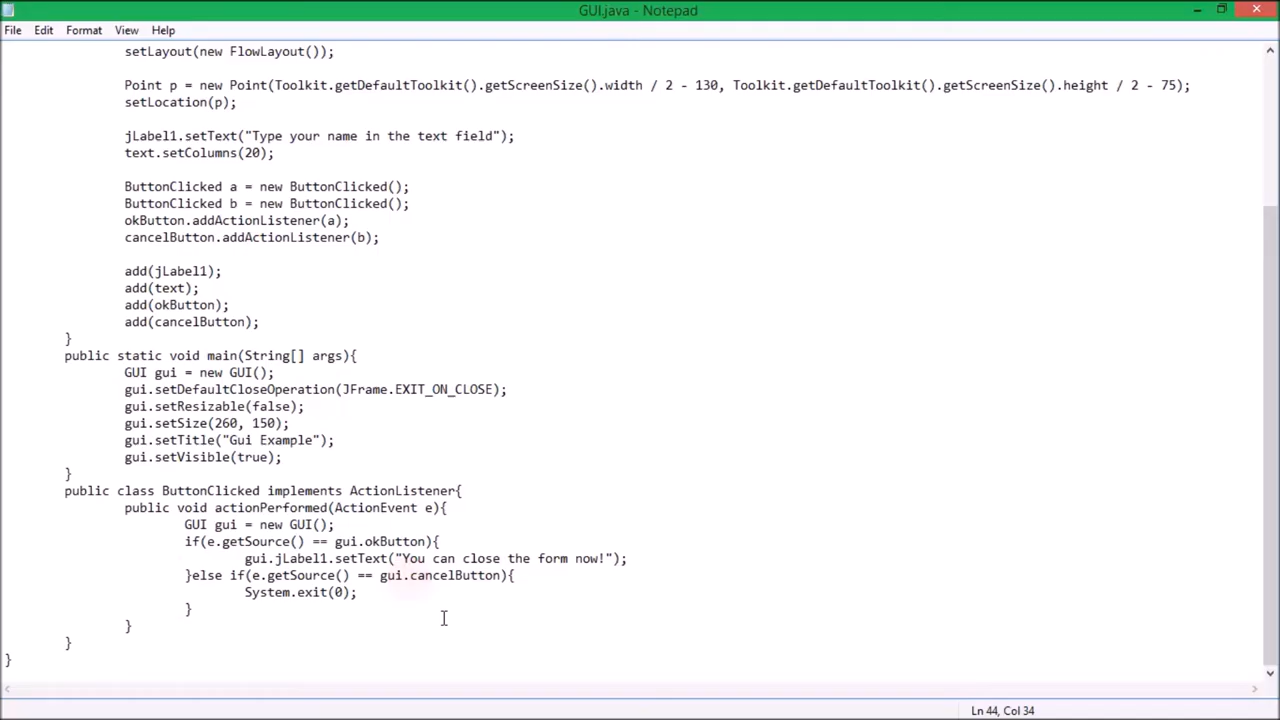 GUI.java - Notepad
File Edit Format View Help
setLayout(new FlowLayout());
Point p = new Point(Toolkit.getDefaultToolkit().getScreenSize().width / 2 - 130, Toolkit.getDefaultToolkit().getScreenSize().height / 2 - 75);
setLocation(p);
jLabel1.setText("Type your name in the text field");
text.setColumns(20);
ButtonClicked a = new ButtonClicked();
ButtonClicked b = new ButtonClicked();
okButton.addActionListener(a);
cancelButton.addActionListener(b);
add(jLabel1);
add(text);
add(okButton);
add(cancelButton);
}
public static void main(String[] args){
GUI gui = new GUI();
gui.setDefaultCloseOperation(JFrame.EXIT_ON_CLOSE);
gui.setResizable(false);
gui.setSize(260, 150);
gui.setTitle("Gui Example");
gui.setVisible(true);
}
public class ButtonClicked implements ActionListener{
public void actionPerformed(ActionEvent e){
GUI gui = new GUI();
if(e.getSource() == gui.okButton){
gui.jLabel1.setText("You can close the form now!");
}else if(e.getSource() == gui.cancelButton){
System.exit(0);
}
}
}
}
Ln 44, Col 34